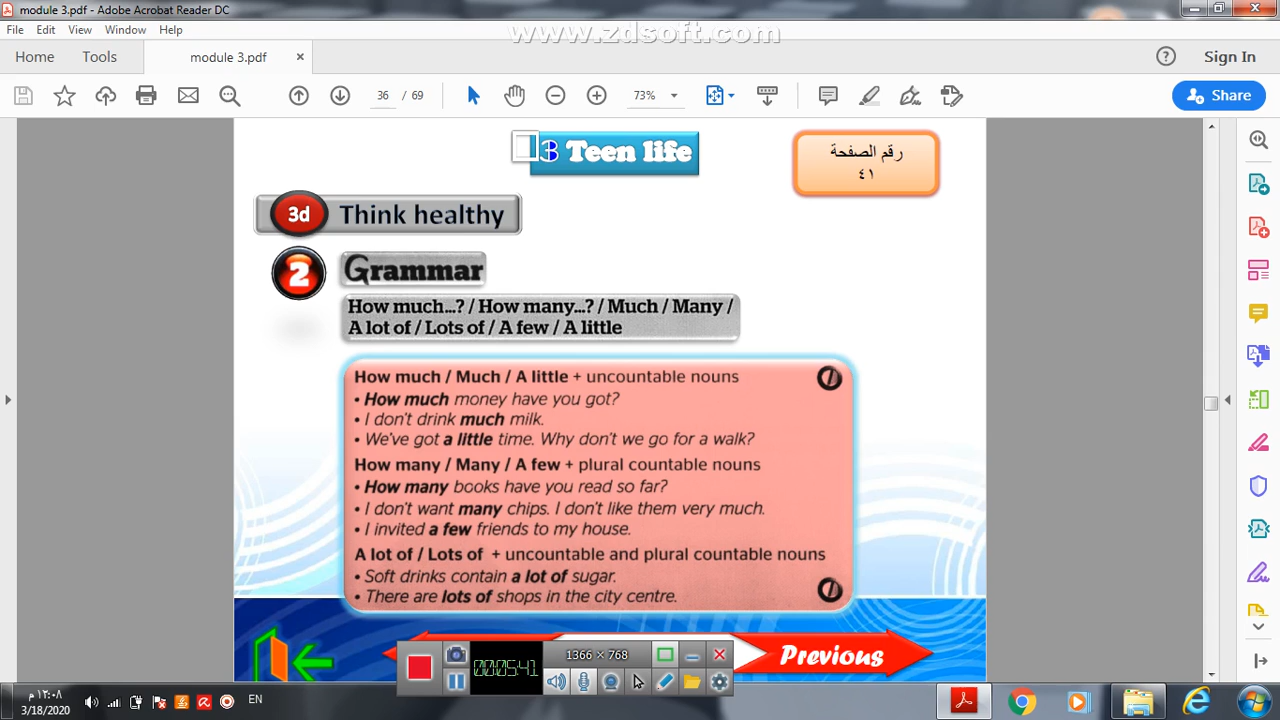 module 3.pdf - Adobe Acrobat Reader DC
www.zdsoft.com
File Edit View Window Help
Home Tools module 3.pdf × Sign In
36 / 69 73% Share
3 Teen life
رقم الصفحة
٤١
3d Think healthy
2 Grammar
How much...? / How many...? / Much / Many /
A lot of / Lots of / A few / A little
How much / Much / A little + uncountable nouns
• How much money have you got?
• I don't drink much milk.
• We've got a little time. Why don't we go for a walk?
How many / Many / A few + plural countable nouns
• How many books have you read so far?
• I don't want many chips. I don't like them very much.
• I invited a few friends to my house.
A lot of / Lots of + uncountable and plural countable nouns
• Soft drinks contain a lot of sugar.
• There are lots of shops in the city centre.
Previous
1366 × 768
00:05:41
م ١٢:٠٨
3/18/2020
EN